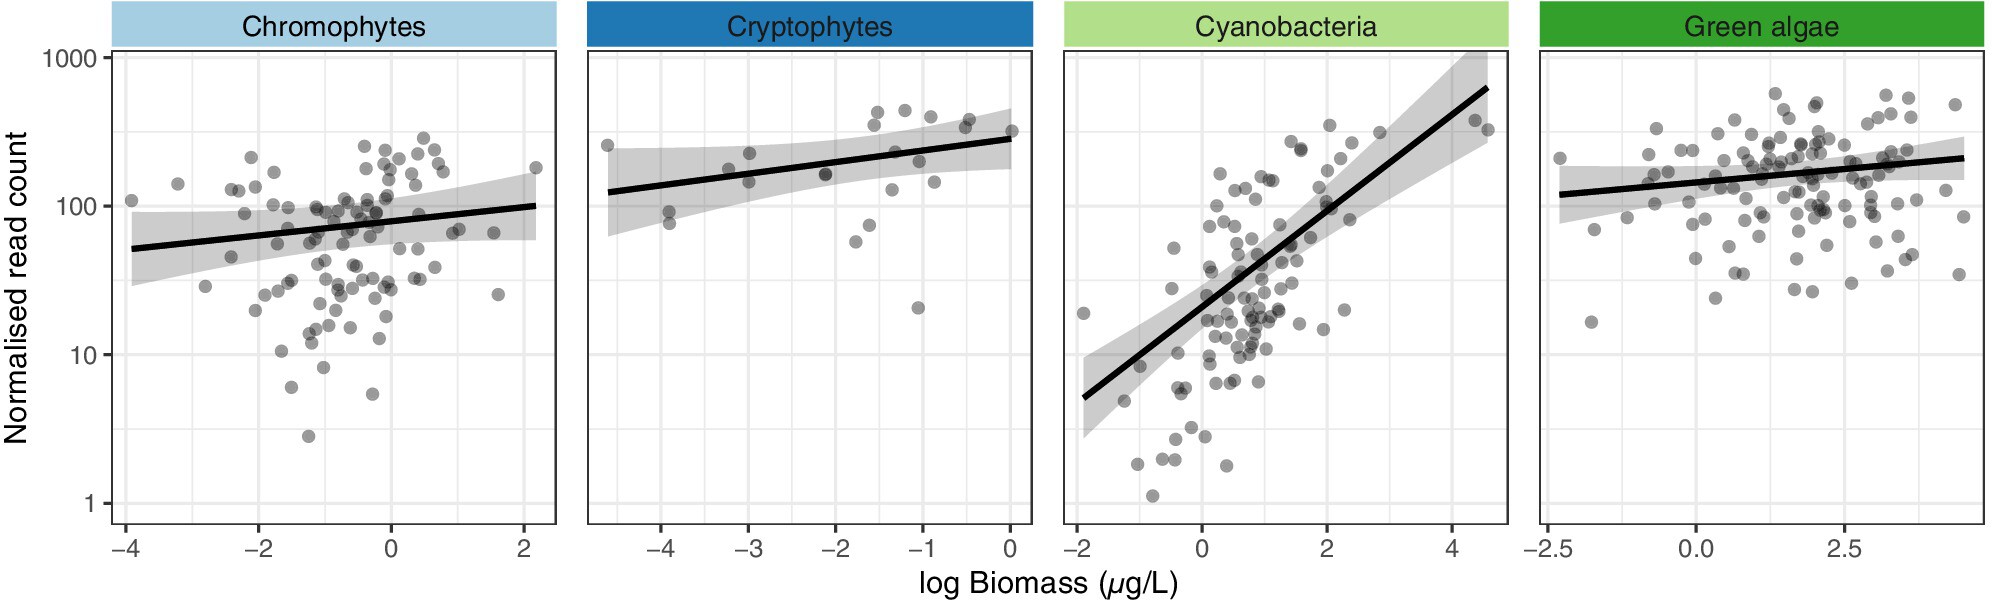 Chromophytes Cryptophytes Cyanobacteria Green algae
Normalised read count
1000
100
10
1
−4 −2 0 2 −4 −3 −2 −1 0 −2 0 2 4 −2.5 0.0 2.5
log Biomass (µg/L)